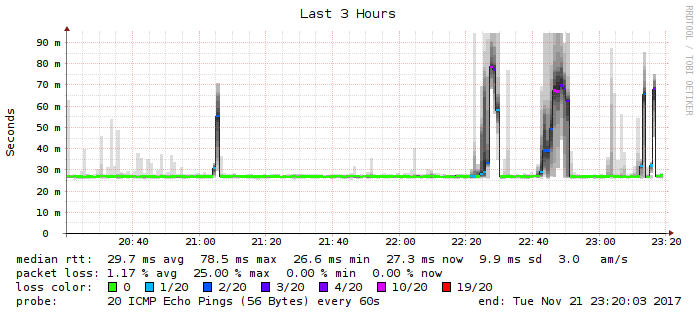 Last 3 Hours
RRDTOOL / TOBI OETIKER
Seconds
90 m
80 m
70 m
60 m
50 m
40 m
30 m
20 m
10 m
0
20:40 21:00 21:20 21:40 22:00 22:20 22:40 23:00 23:20
median rtt: 29.7 ms avg 78.5 ms max 26.6 ms min 27.3 ms now 9.9 ms sd 3.0 am/s
packet loss: 1.17 % avg 25.00 % max 0.00 % min 0.00 % now
loss color: 0 1/20 2/20 3/20 4/20 10/20 19/20
probe: 20 ICMP Echo Pings (56 Bytes) every 60s end: Tue Nov 21 23:20:03 2017